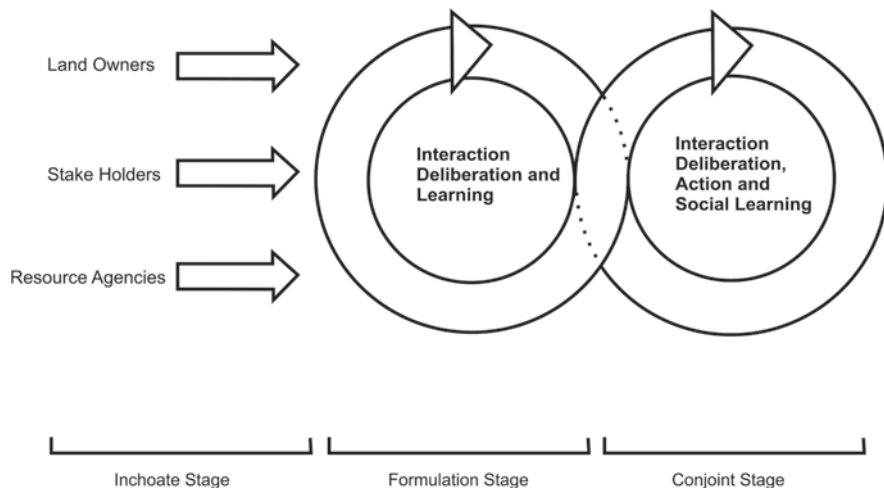 Land Owners
Stake Holders
Resource Agencies
Interaction
Deliberation and
Learning
Interaction
Deliberation,
Action and
Social Learning
Inchoate Stage
Formulation Stage
Conjoint Stage